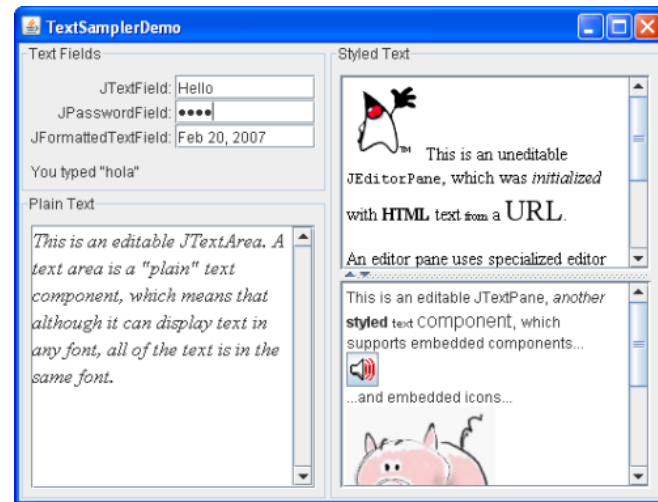 TextSamplerDemo
Text Fields
JTextField: Hello
JPasswordField: ●●●●
JFormattedTextField: Feb 20, 2007
You typed "hola"
Plain Text
This is an editable JTextArea. A
text area is a "plain" text
component, which means that
although it can display text in
any font, all of the text is in the
same font.
Styled Text
TM This is an uneditable
JEditorPane, which was initialized
with HTML text from a URL.
An editor pane uses specialized editor
This is an editable JTextPane, another
styled text component, which
supports embedded components...
...and embedded icons...